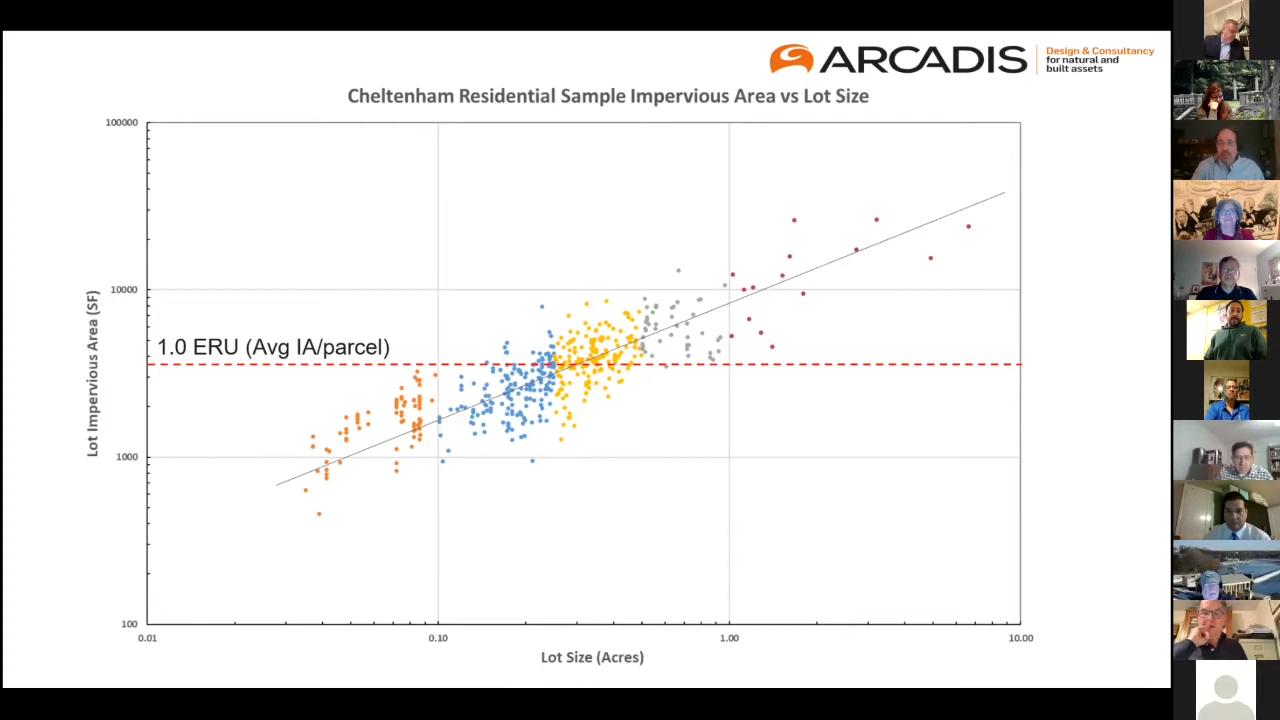 ARCADIS
Design & Consultancy
for natural and
built assets
Cheltenham Residential Sample Impervious Area vs Lot Size
100000
10000
1000
100
Lot Impervious Area (SF)
1.0 ERU (Avg IA/parcel)
0.01
0.10
1.00
10.00
Lot Size (Acres)